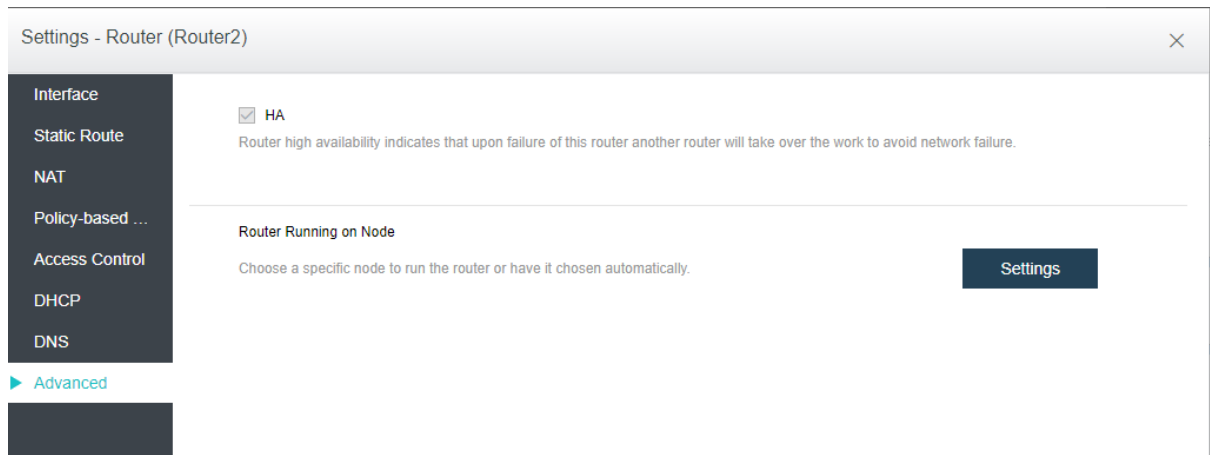 Settings - Router (Router2)
Interface
Static Route
NAT
Policy-based ...
Access Control
DHCP
DNS
Advanced
HA
Router high availability indicates that upon failure of this router another router will take over the work to avoid network failure.
Router Running on Node
Choose a specific node to run the router or have it chosen automatically.
Settings